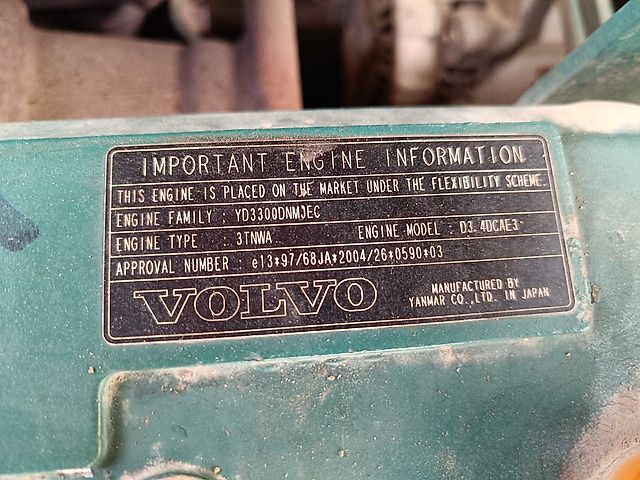 IMPORTANT ENGINE INFORMATION
THIS ENGINE IS PLACED ON THE MARKET UNDER THE FLEXIBILITY SCHEME.
ENGINE FAMILY : YD3300DNMJEC
ENGINE TYPE : 3TNWA ENGINE MODEL : D3.4DCAE3
APPROVAL NUMBER : e13*97/68JA*2004/26*0590*03
VOLVO
MANUFACTURED BY
YANMAR CO.,LTD. IN JAPAN